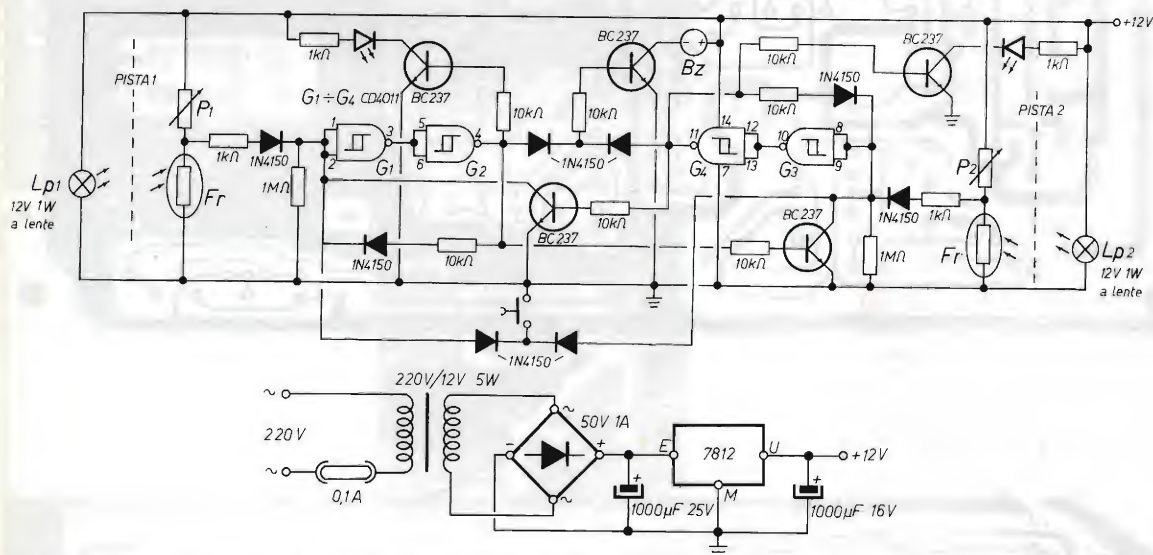 +12V
1kΩ
BC237
BC237
Bz
+
10kΩ
BC237
1kΩ
PISTA 1
P1
G1÷G4 CD4011
10kΩ
10kΩ
10kΩ
1N4150
PISTA 2
P2
1kΩ
1N4150
1
2
3
G1
5
6
4
G2
1N4150
11
14
12
13
7
G4
10
8
9
G3
Lp1
12V 1W
a lente
Fr
1MΩ
BC237
10kΩ
BC237
1N4150
1kΩ
1N4150
10kΩ
10kΩ
1MΩ
Fr
Lp2
12V 1W
a lente
1N4150
220V/12V 5W
~
220V
~
0,1A
50V 1A
~
-
+
~
E
7812
U
M
+12V
+
1000µF 25V
+
1000µF 16V